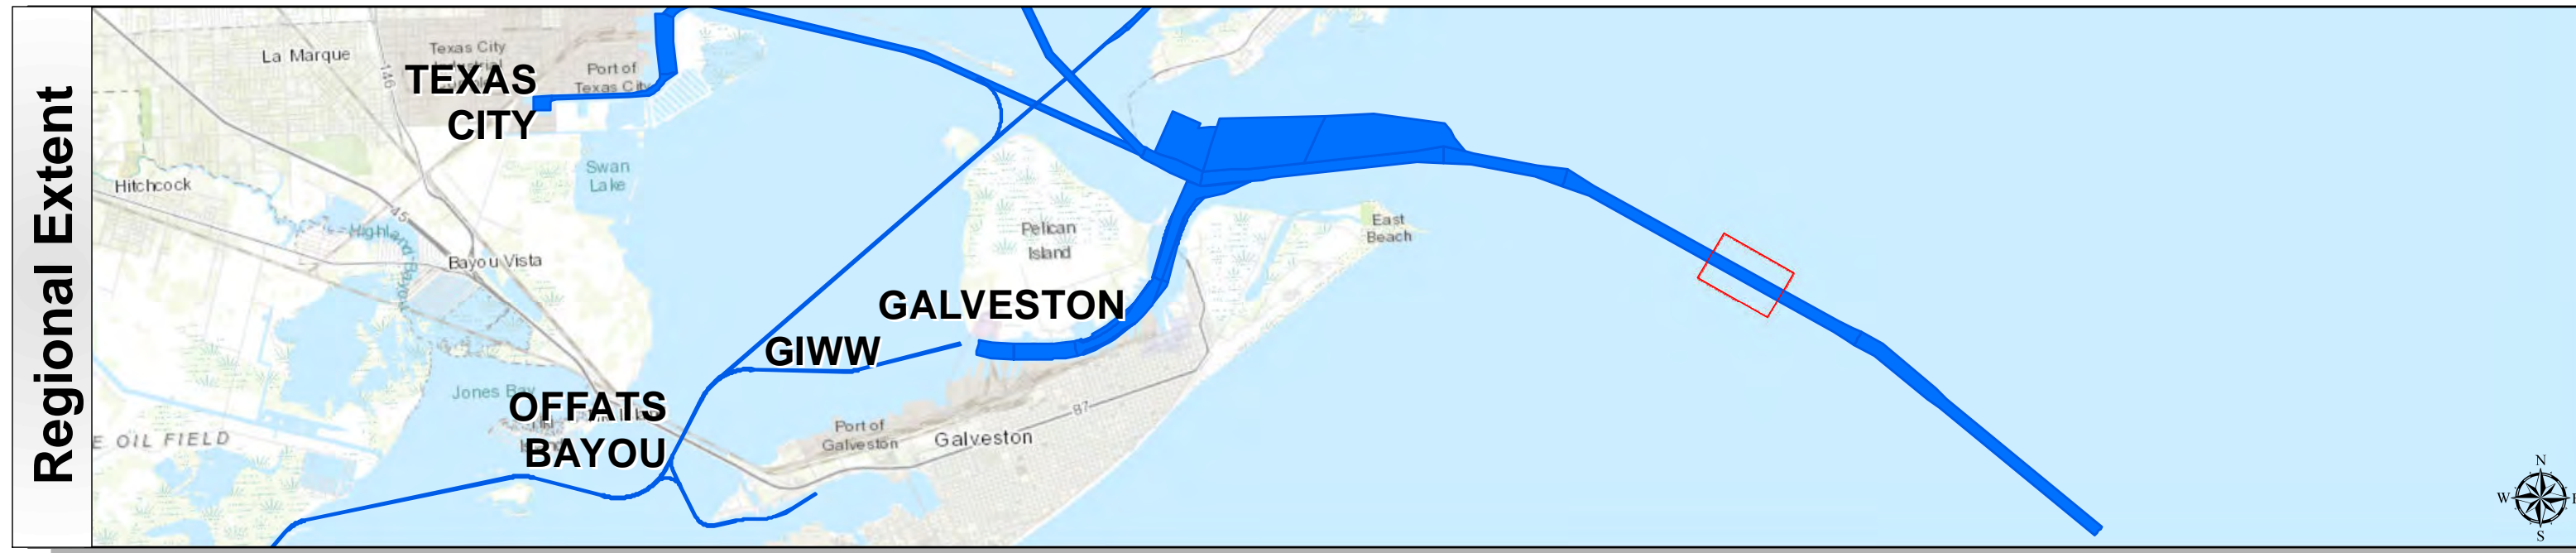 Regional Extent
La Marque
Texas City
Industrial
146
TEXAS
CITY
Port of
Texas City
Swan
Lake
Hitchcock
45
Highland Bayou
Bayou Vista
Pelican
Island
East
Beach
GALVESTON
GIWW
Jones Bay
OFFATS
BAYOU
E OIL FIELD
Port of
Galveston
Galveston
87
N
W
E
S